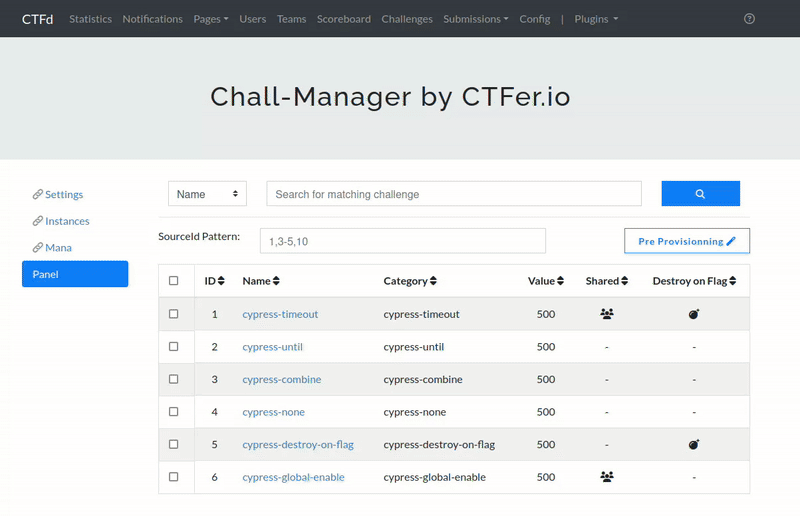 CTFd Statistics Notifications Pages Users Teams Scoreboard Challenges Submissions Config | Plugins
Chall-Manager by CTFer.io
Settings
Instances
Mana
Panel
Name Search for matching challenge
SourceId Pattern: 1,3-5,10 Pre Provisionning
ID Name Category Value Shared Destroy on Flag
1 cypress-timeout cypress-timeout 500
2 cypress-until cypress-until 500 - -
3 cypress-combine cypress-combine 500 - -
4 cypress-none cypress-none 500 - -
5 cypress-destroy-on-flag cypress-destroy-on-flag 500 -
6 cypress-global-enable cypress-global-enable 500 -